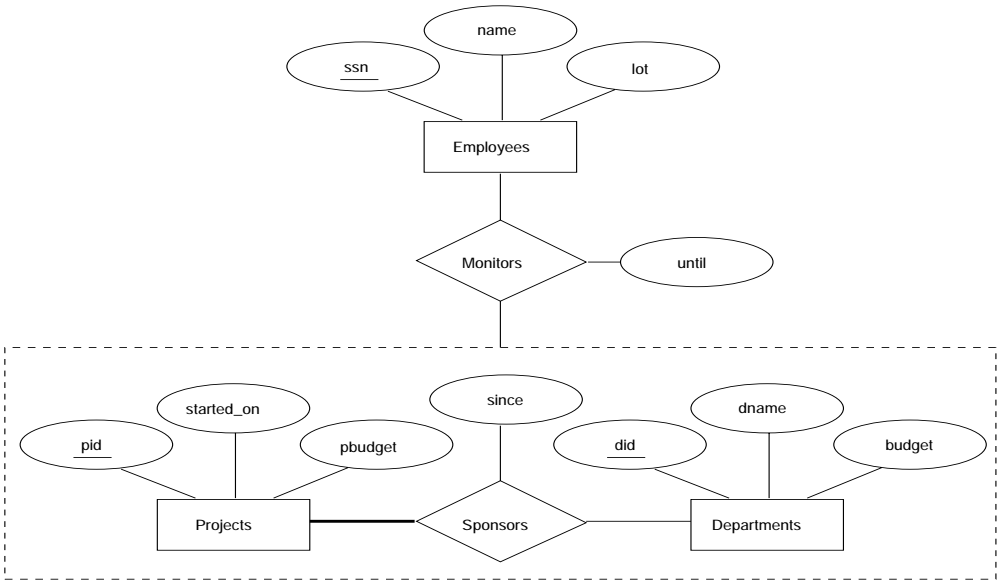 name
ssn
lot
Employees
Monitors
until
since
started_on
dname
pid
pbudget
did
budget
Projects
Sponsors
Departments